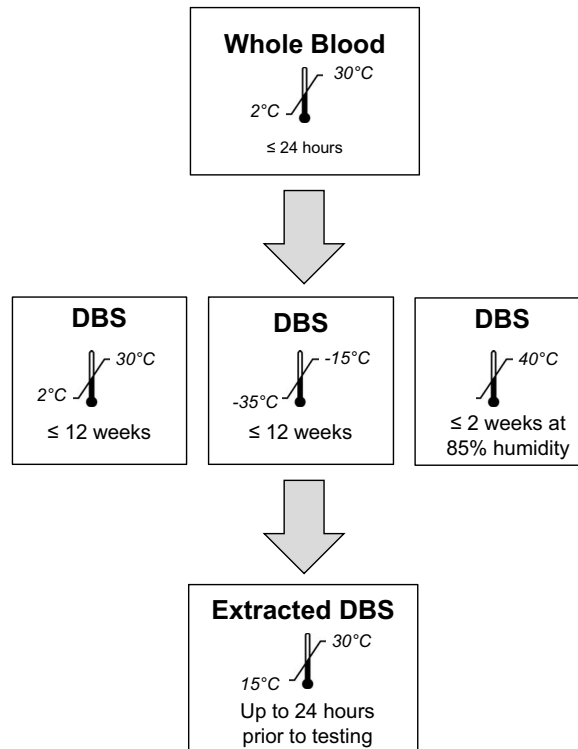 Whole Blood
30°C
2°C
≤ 24 hours
DBS
30°C
2°C
≤ 12 weeks
DBS
-15°C
-35°C
≤ 12 weeks
DBS
40°C
≤ 2 weeks at
85% humidity
Extracted DBS
30°C
15°C
Up to 24 hours
prior to testing